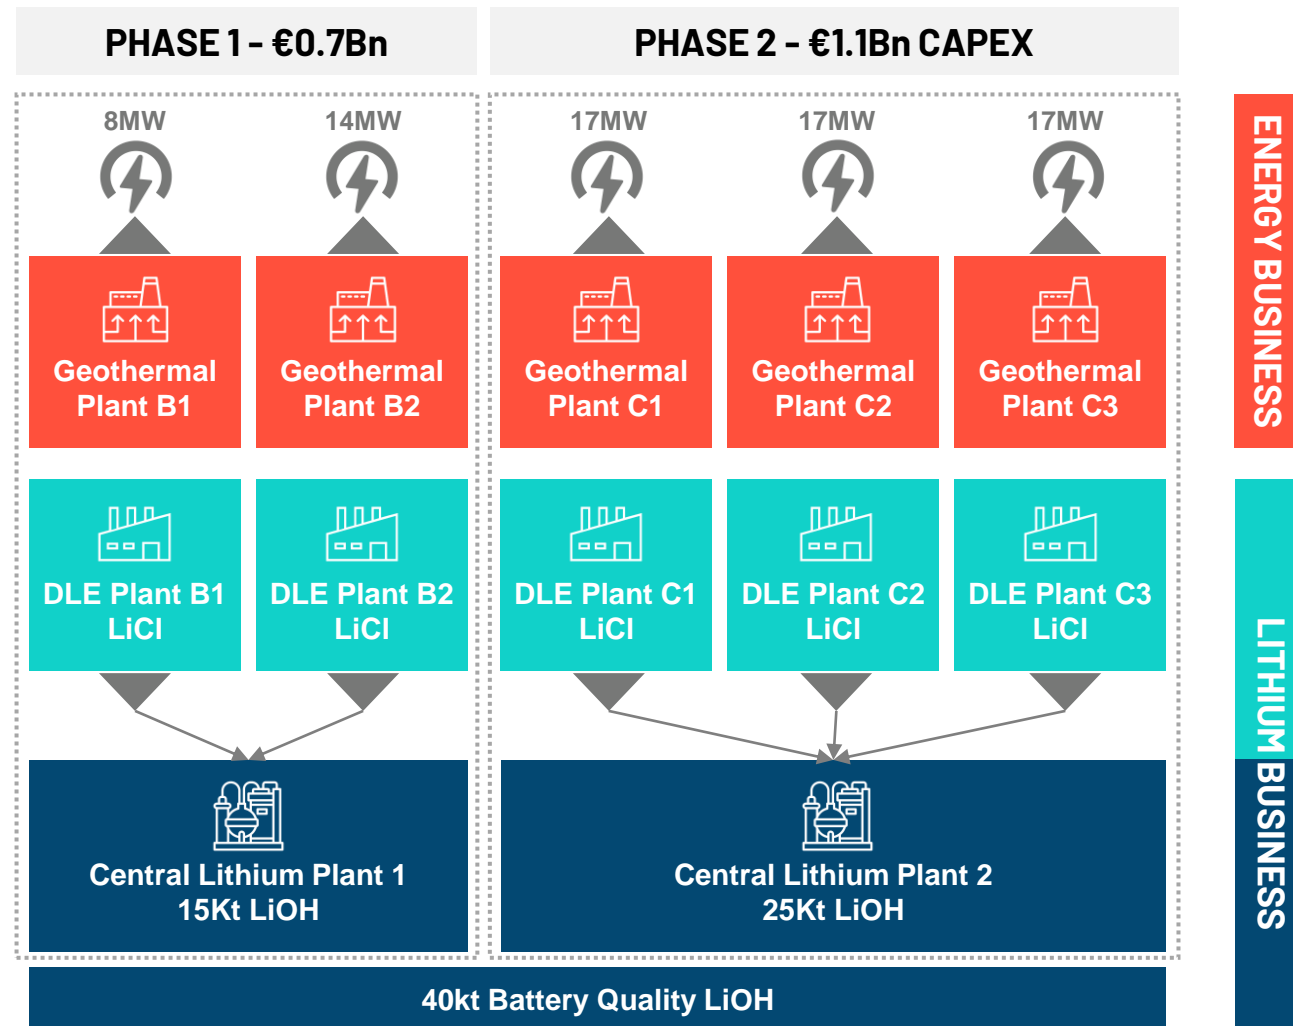 PHASE 1 - €0.7Bn
PHASE 2 - €1.1Bn CAPEX
8MW
14MW
17MW
17MW
17MW
Geothermal
Plant B1
Geothermal
Plant B2
Geothermal
Plant C1
Geothermal
Plant C2
Geothermal
Plant C3
ENERGY BUSINESS
DLE Plant B1
LiCl
DLE Plant B2
LiCl
DLE Plant C1
LiCl
DLE Plant C2
LiCl
DLE Plant C3
LiCl
Central Lithium Plant 1
15Kt LiOH
Central Lithium Plant 2
25Kt LiOH
LITHIUM BUSINESS
40kt Battery Quality LiOH